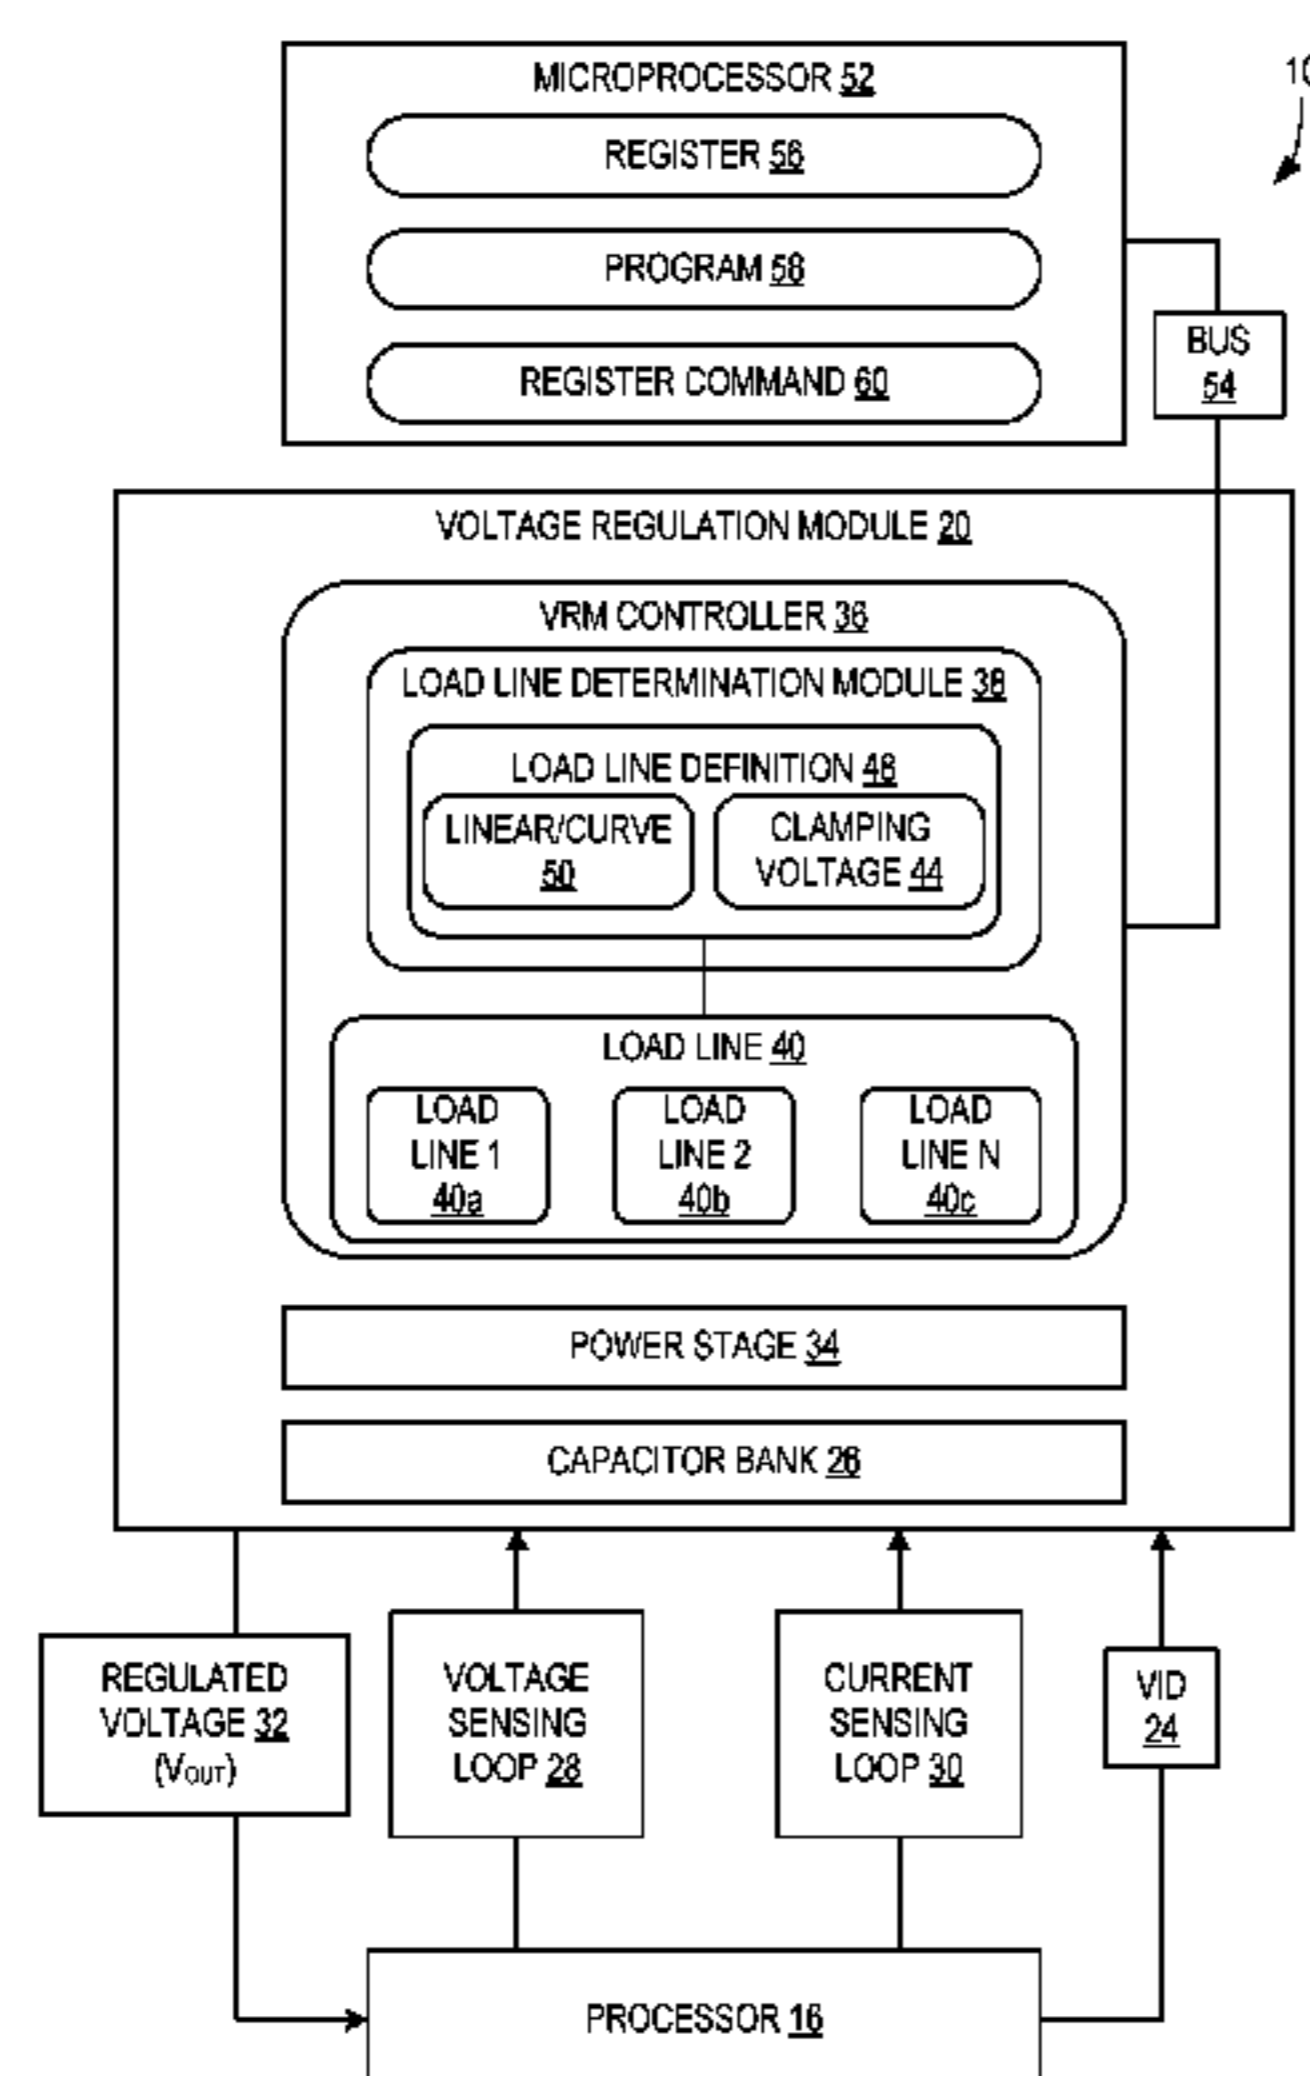 MICROPROCESSOR 52
10
REGISTER 56
PROGRAM 58
REGISTER COMMAND 60
BUS
54
VOLTAGE REGULATION MODULE 20
VRM CONTROLLER 36
LOAD LINE DETERMINATION MODULE 38
LOAD LINE DEFINITION 48
LINEAR/CURVE
50
CLAMPING
VOLTAGE 44
LOAD LINE 40
LOAD
LINE 1
40a
LOAD
LINE 2
40b
LOAD
LINE N
40c
POWER STAGE 34
CAPACITOR BANK 26
REGULATED
VOLTAGE 32
(VOUT)
VOLTAGE
SENSING
LOOP 28
CURRENT
SENSING
LOOP 30
VID
24
PROCESSOR 16